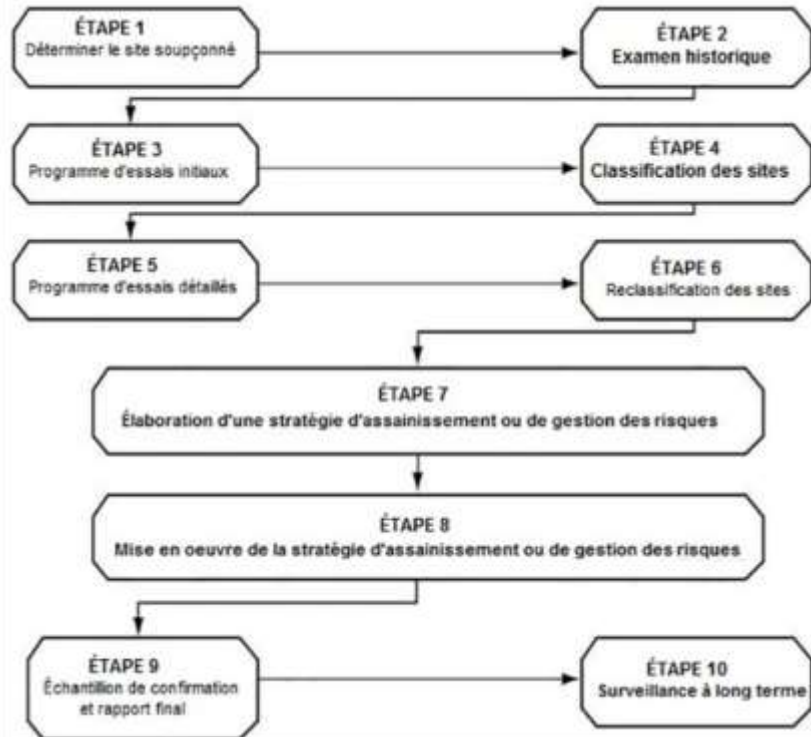 ÉTAPE 1
Déterminer le site soupçonné
ÉTAPE 2
Examen historique
ÉTAPE 3
Programme d'essais initiaux
ÉTAPE 4
Classification des sites
ÉTAPE 5
Programme d'essais détaillés
ÉTAPE 6
Reclassification des sites
ÉTAPE 7
Élaboration d'une stratégie d'assainissement ou de gestion des risques
ÉTAPE 8
Mise en oeuvre de la stratégie d'assainissement ou de gestion des risques
ÉTAPE 9
Échantillon de confirmation
et rapport final
ÉTAPE 10
Surveillance à long terme